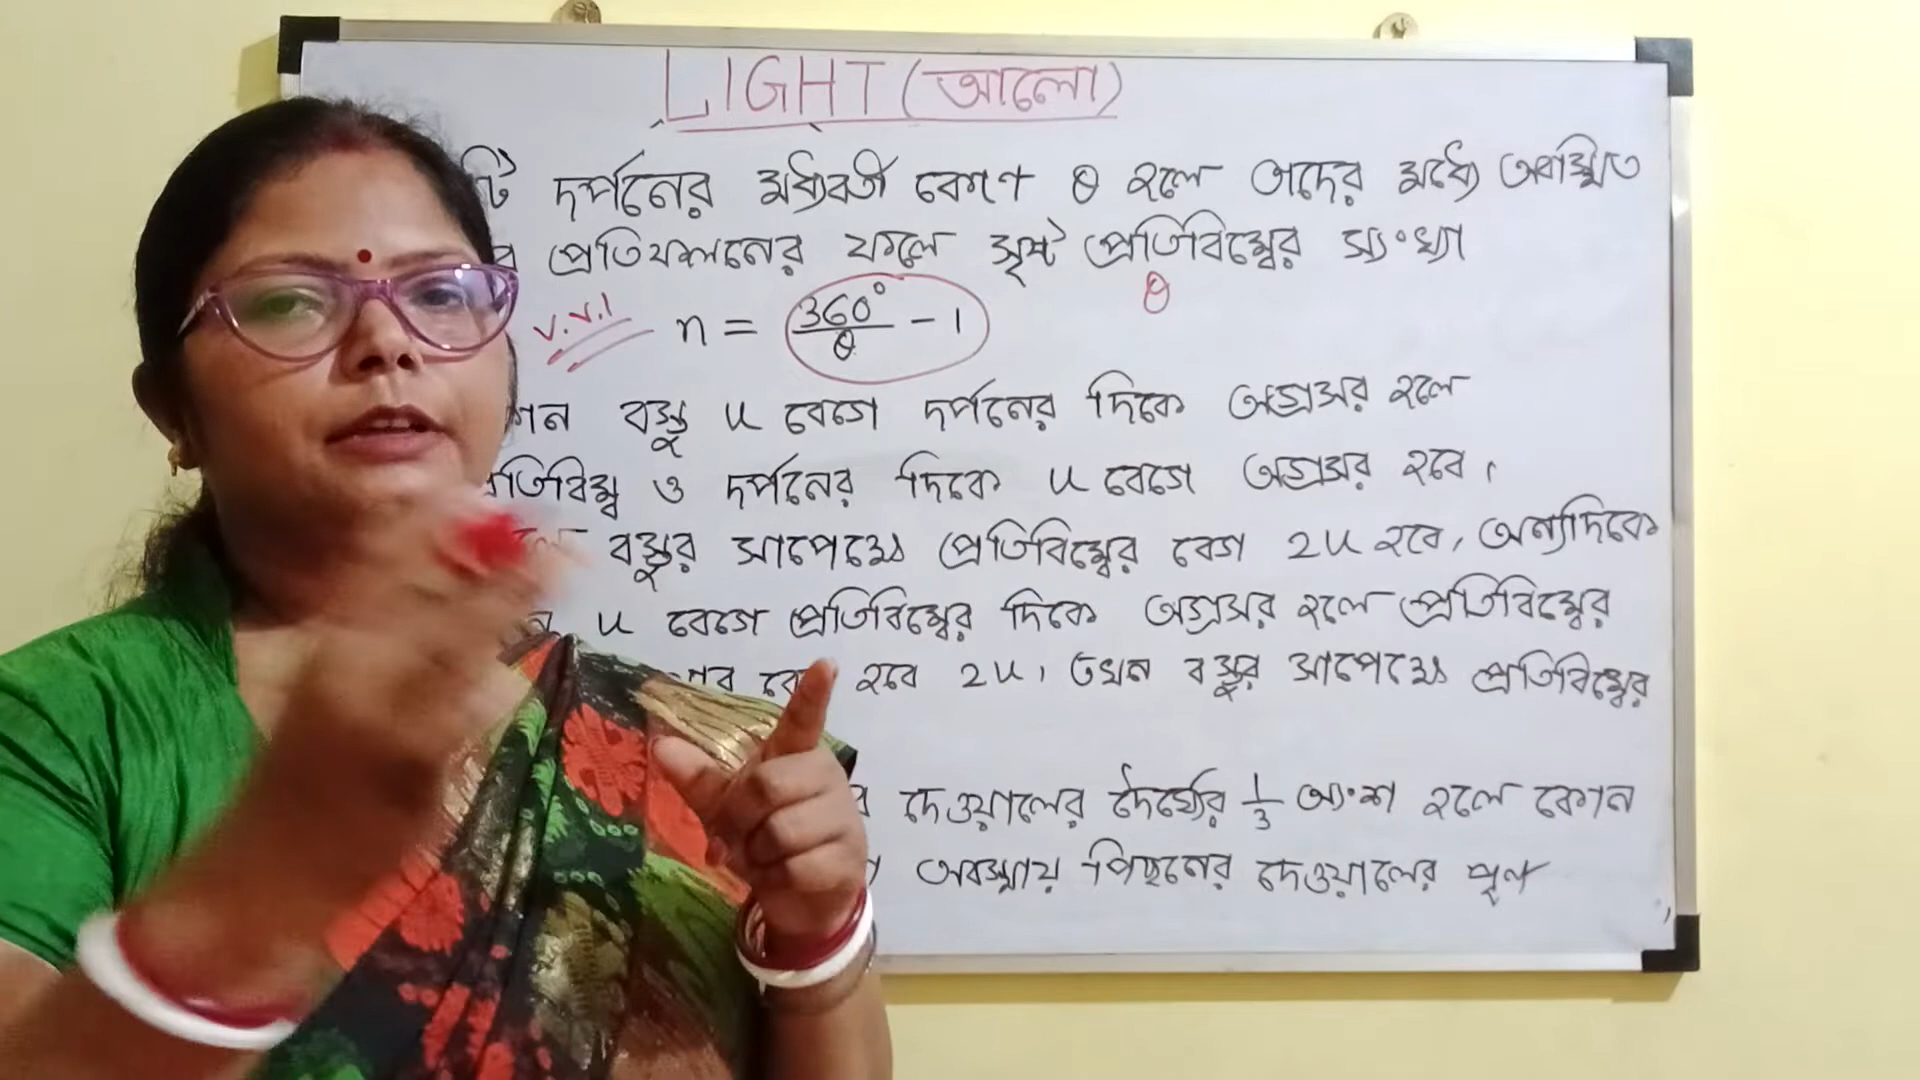 LIGHT (আলো)
টি দর্পনের মধ্যবর্তী কোণ θ হলে তাদের মধ্যে অবস্থিত
প্রতিফলনের ফলে সৃষ্ট প্রতিবিম্বের সংখ্যা
θ
v.v.I n = 360°/θ - 1
কোন বস্তু u বেগে দর্পনের দিকে অগ্রসর হলে
প্রতিবিম্ব ও দর্পনের দিকে u বেগে অগ্রসর হবে।
বস্তুর সাপেক্ষে প্রতিবিম্বের বেগ 2u হবে, অন্যদিকে
u বেগে প্রতিবিম্বের দিকে অগ্রসর হলে প্রতিবিম্বের
হবে 2u, তখন বস্তুর সাপেক্ষে প্রতিবিম্বের
দেওয়ালের দৈর্ঘ্যের 1/3 অংশ হলে কোন
অবস্থায় পিছনের দেওয়ালের পূর্ণ